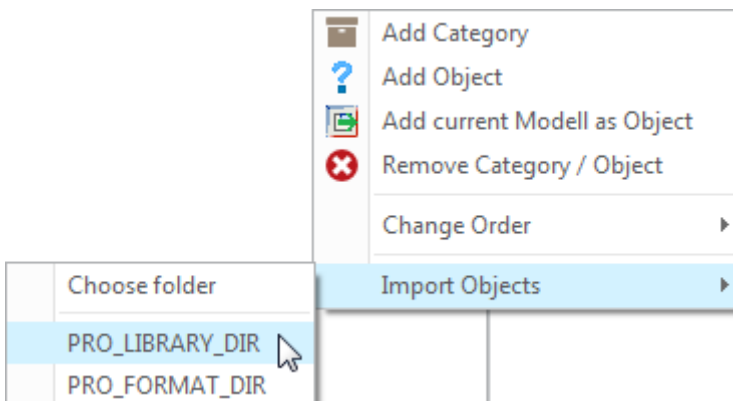 Add Category
Add Object
Add current Modell as Object
Remove Category / Object
Change Order
Import Objects
Choose folder
PRO_LIBRARY_DIR
PRO_FORMAT_DIR